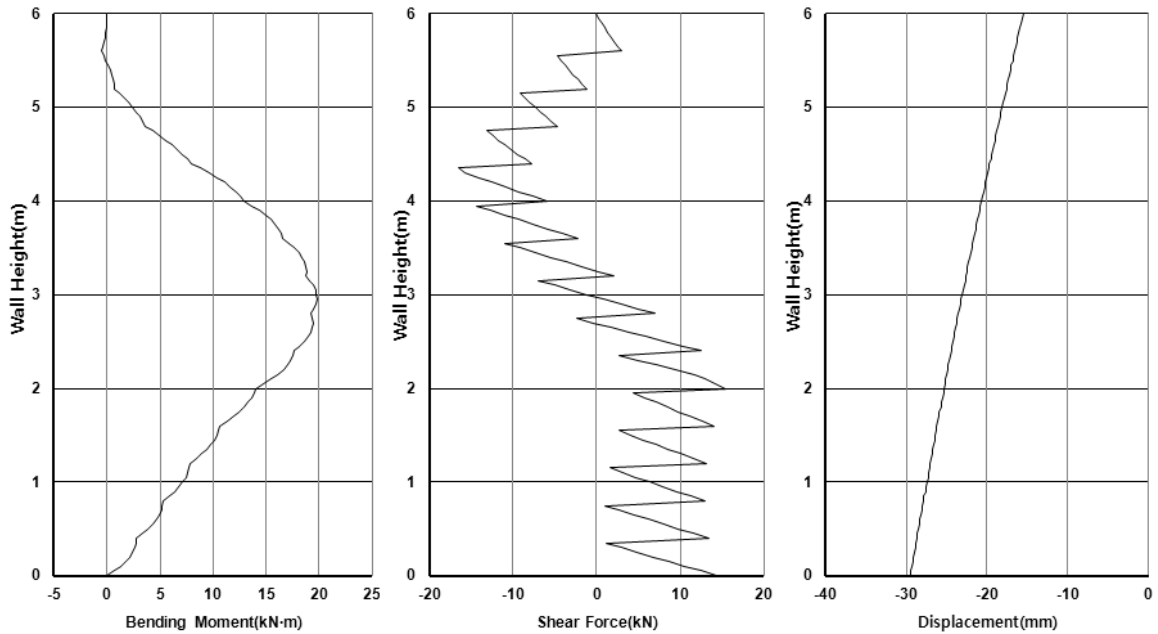 6
5
4
3
2
1
0
-5 0 5 10 15 20 25
Wall Height(m)
Bending Moment(kN·m)
6
5
4
3
2
1
0
-20 -10 0 10 20
Wall Height(m)
Shear Force(kN)
6
5
4
3
2
1
0
-40 -30 -20 -10 0
Wall Height(m)
Displacement(mm)